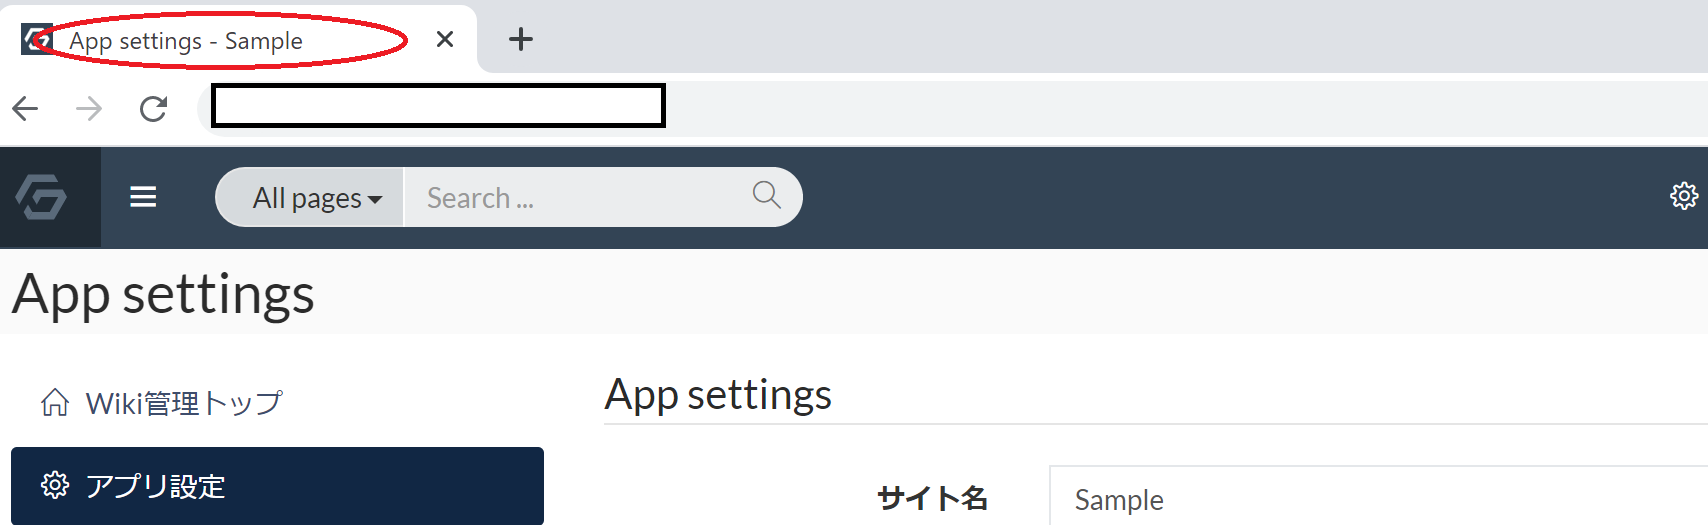 App settings - Sample
All pages
Search ...
App settings
Wiki管理トップ
App settings
アプリ設定
サイト名
Sample